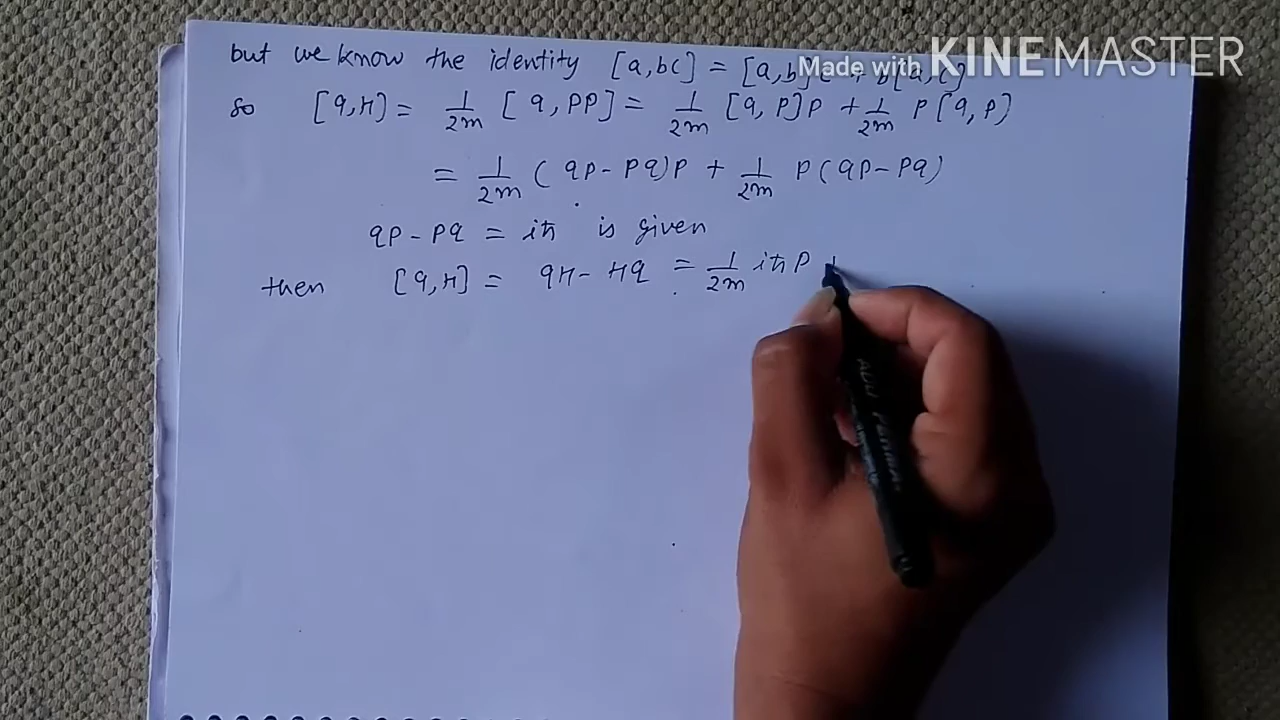 but we know the identity [a,bc] = [a,b]c + b[a,c]
Made with KINEMASTER
so [q,H] = 1/2m [q,PP] = 1/2m [q,P]P + 1/2m P[q,P]
= 1/2m (qP-Pq)P + 1/2m P(qP-Pq)
qP-Pq = iħ is given
then [q,H] = qH-Hq = 1/2m iħP +